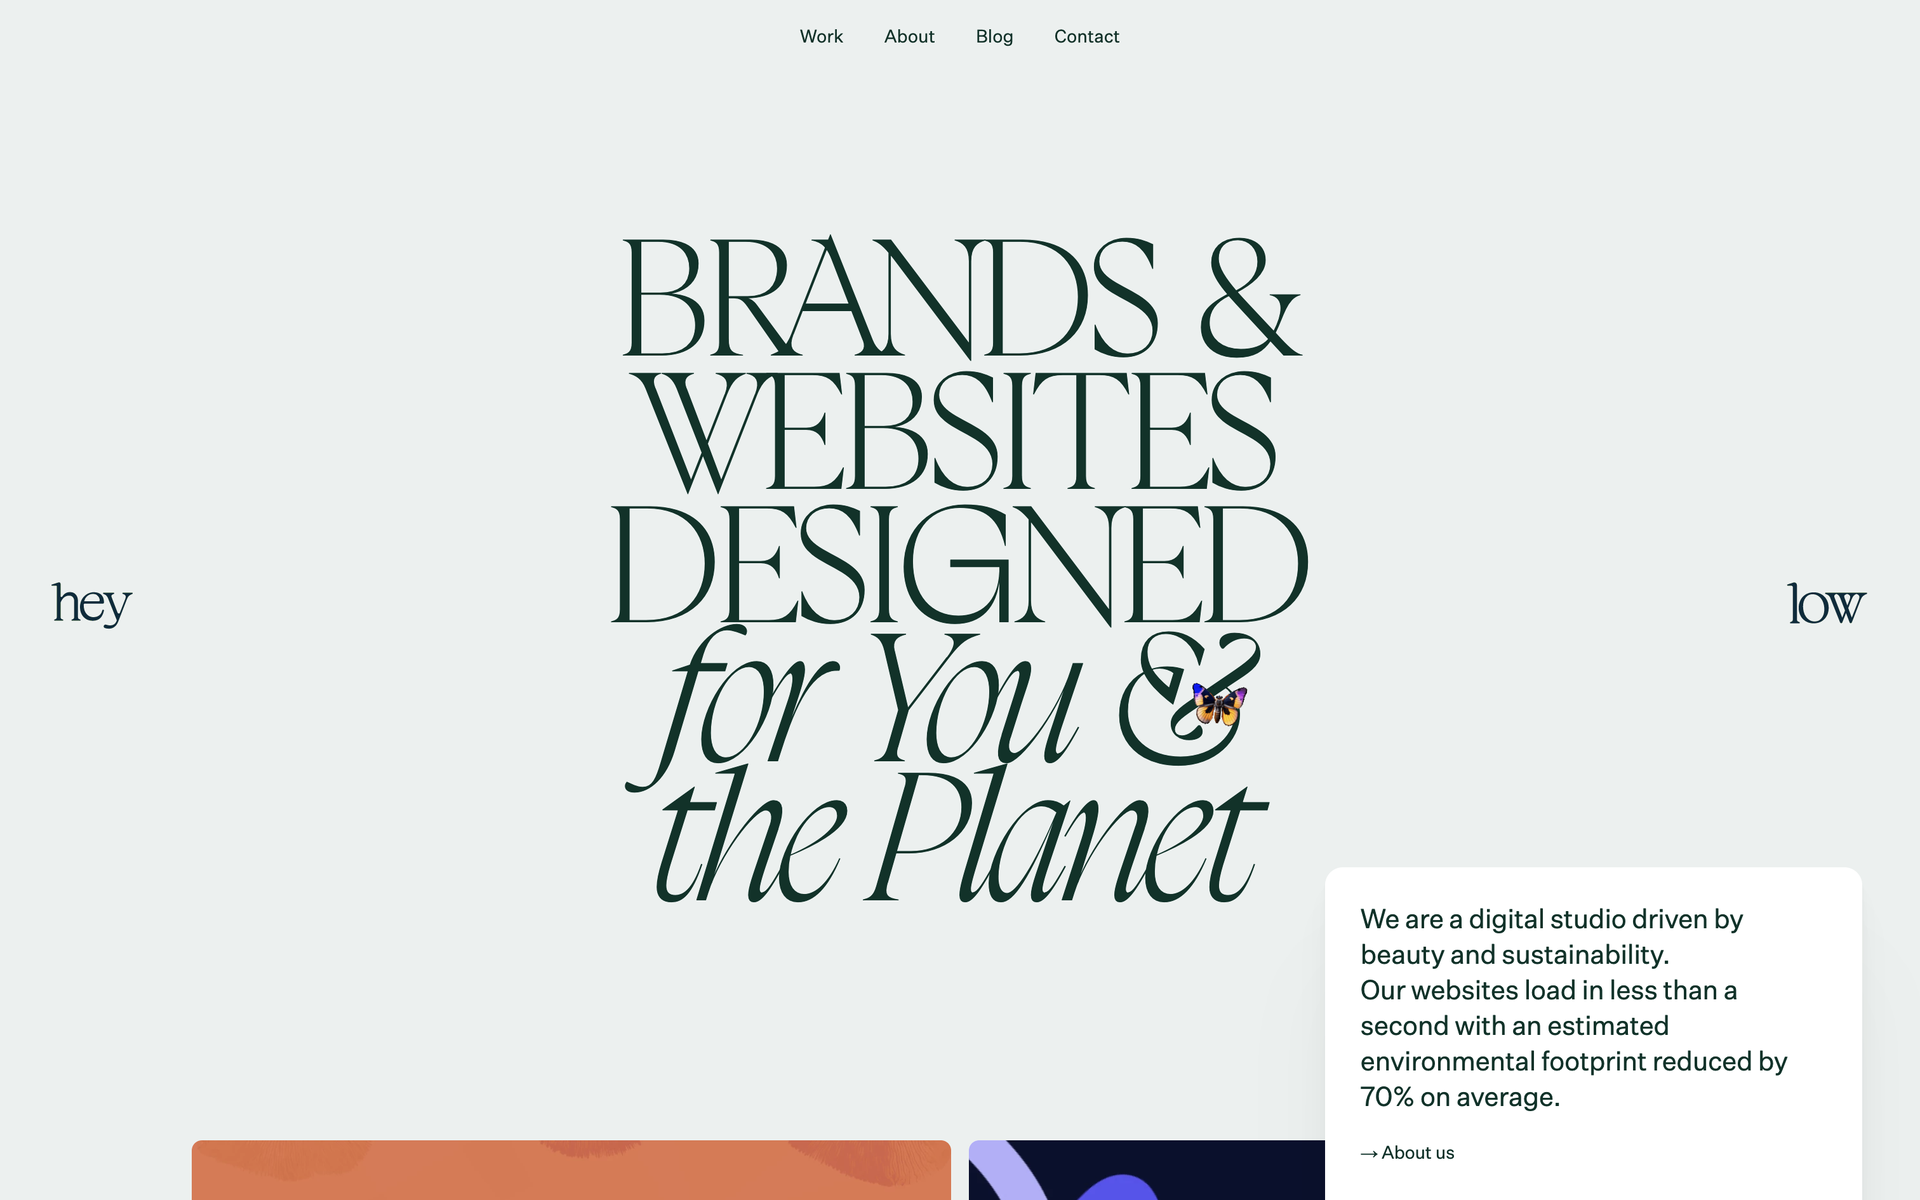 Work About Blog Contact
BRANDS &
WEBSITES
DESIGNED
for You &
the Planet
hey
low
We are a digital studio driven by
beauty and sustainability.
Our websites load in less than a
second with an estimated
environmental footprint reduced by
70% on average.
→ About us